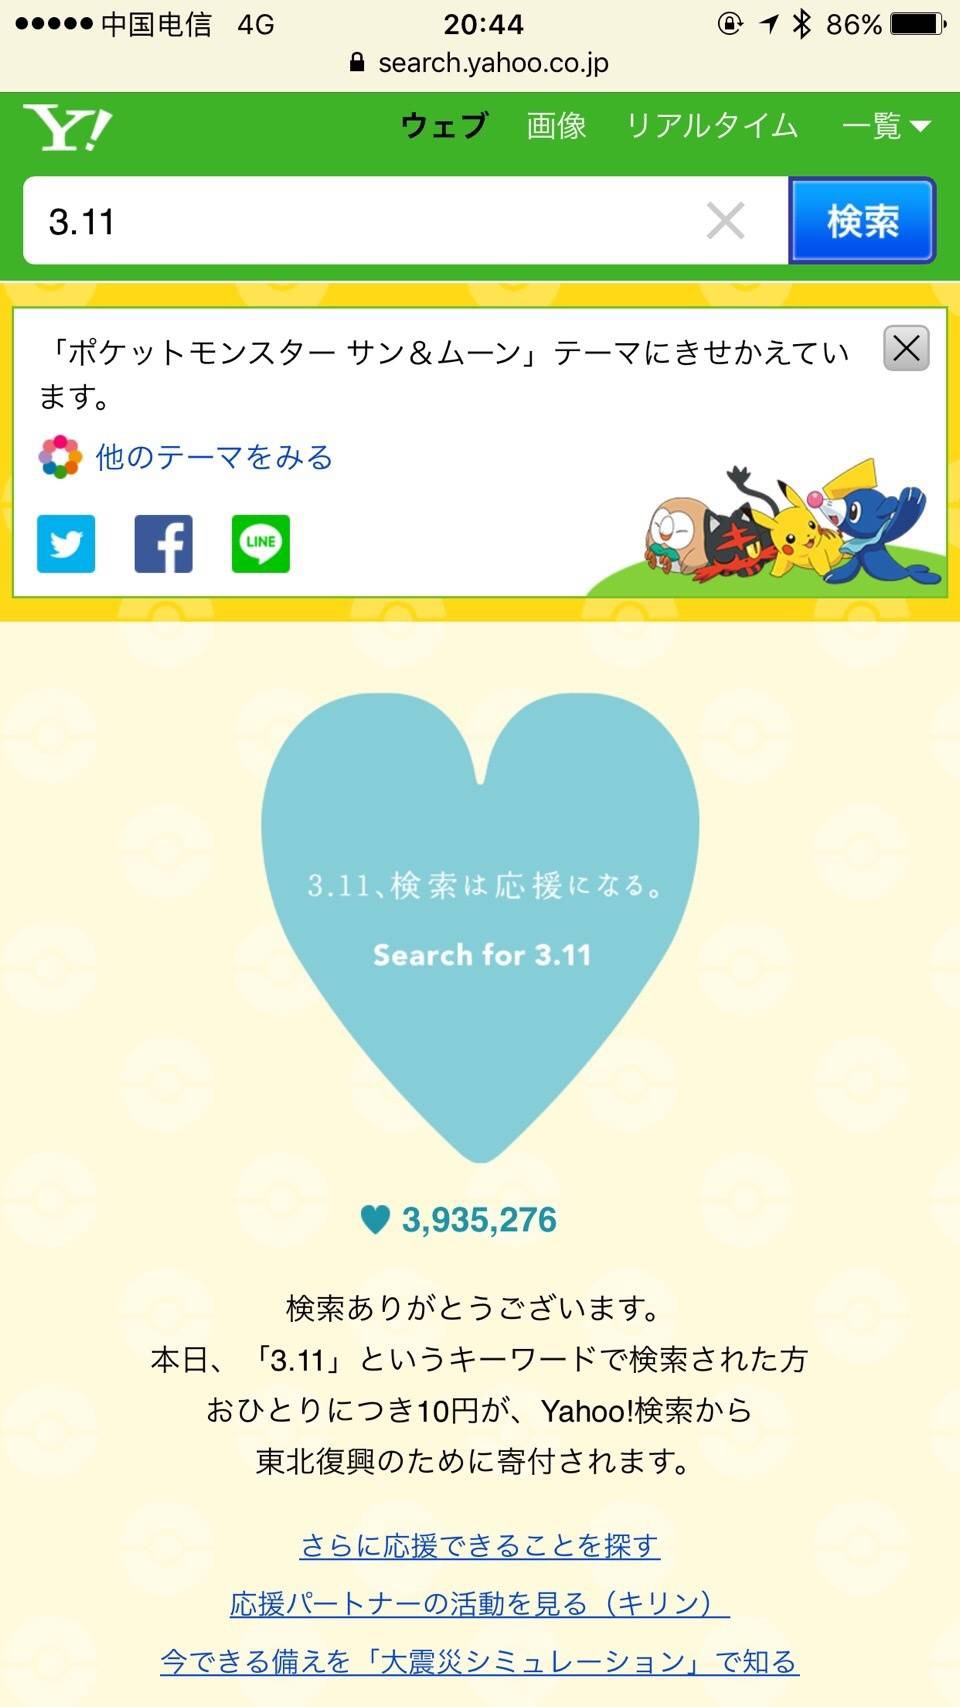 中国电信 4G 20:44 86%
search.yahoo.co.jp
Y! ウェブ 画像 リアルタイム 一覧
3.11 検索
「ポケットモンスター サン＆ムーン」テーマにきせかえてい
ます。
他のテーマをみる
LINE
3.11、検索は応援になる。
Search for 3.11
3,935,276
検索ありがとうございます。
本日、「3.11」というキーワードで検索された方
おひとりにつき10円が、Yahoo!検索から
東北復興のために寄付されます。
さらに応援できることを探す
応援パートナーの活動を見る（キリン）
今できる備えを「大震災シミュレーション」で知る